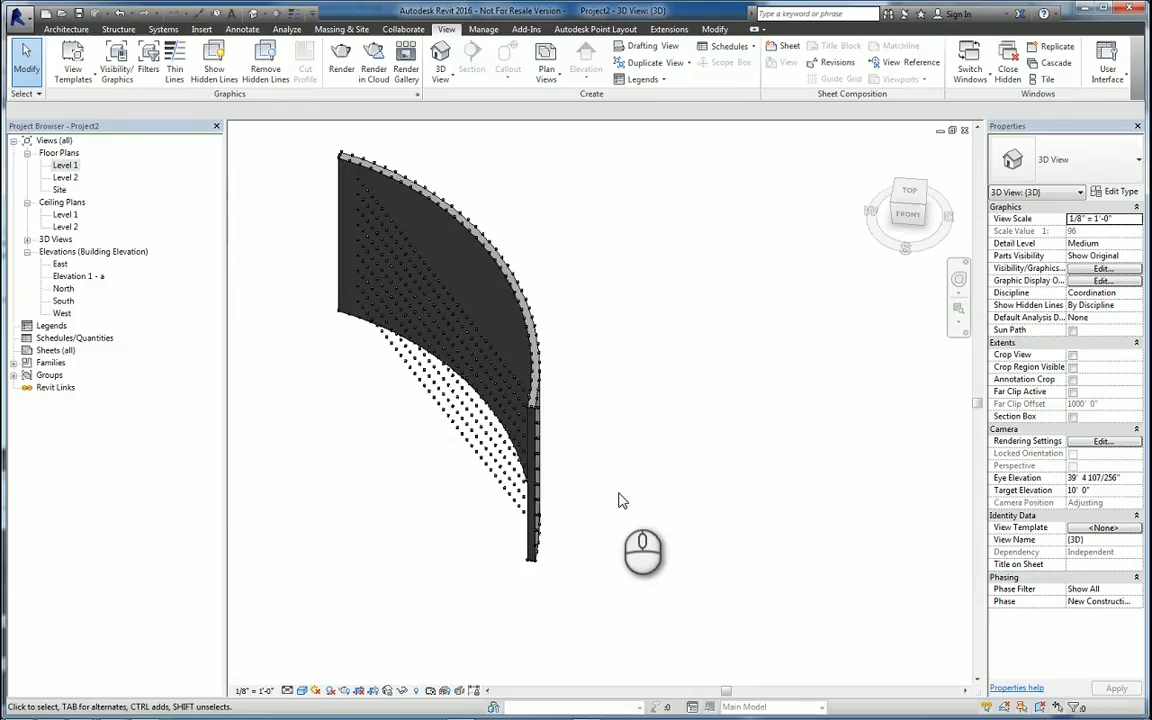 Autodesk Revit 2016 - Not For Resale Version - Project2 - 3D View: {3D}
Type a keyword or phrase
Sign In
Architecture Structure Systems Insert Annotate Analyze Massing & Site Collaborate View Manage Add-Ins Autodesk Point Layout Extensions Modify
Modify
View Templates
Visibility/ Graphics
Filters
Thin Lines
Show Hidden Lines
Remove Hidden Lines
Cut Profile
Render
Render in Cloud
Render Gallery
3D View
Section
Callout
Plan Views
Elevation
Drafting View
Duplicate View
Legends
Schedules
Scope Box
Sheet
View
Title Block
Revisions
Guide Grid
Matchline
View Reference
Viewports
Switch Windows
Close Hidden
Replicate
Cascade
Tile
User Interface
Select
Graphics
Create
Sheet Composition
Windows
Project Browser - Project2
Views (all)
Floor Plans
Level 1
Level 2
Site
Ceiling Plans
Level 1
Level 2
3D Views
Elevations (Building Elevation)
East
Elevation 1 - a
North
South
West
Legends
Schedules/Quantities
Sheets (all)
Families
Groups
Revit Links
TOP
FRONT
W
S
Properties
3D View
3D View: {3D}
Edit Type
Graphics
View Scale 1/8" = 1'-0"
Scale Value 1: 96
Detail Level Medium
Parts Visibility Show Original
Visibility/Graphics... Edit...
Graphic Display O... Edit...
Discipline Coordination
Show Hidden Lines By Discipline
Default Analysis D... None
Sun Path
Extents
Crop View
Crop Region Visible
Annotation Crop
Far Clip Active
Far Clip Offset 1000' 0"
Section Box
Camera
Rendering Settings Edit...
Locked Orientation
Perspective
Eye Elevation 39' 4 107/256"
Target Elevation 10' 0"
Camera Position Adjusting
Identity Data
View Template <None>
View Name {3D}
Dependency Independent
Title on Sheet
Phasing
Phase Filter Show All
Phase New Constructi...
Properties help
Apply
1/8" = 1'-0"
Click to select, TAB for alternates, CTRL adds, SHIFT unselects.
:0
Main Model
:0